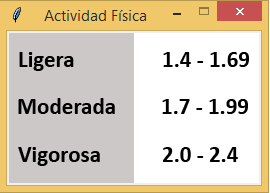 Actividad Física
Ligera 1.4 - 1.69
Moderada 1.7 - 1.99
Vigorosa 2.0 - 2.4